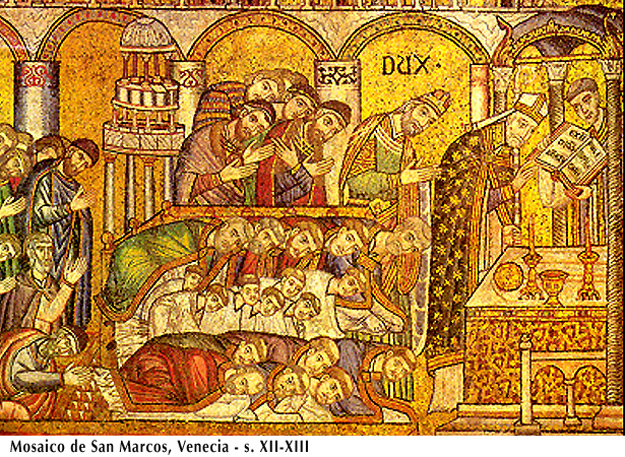 DUX·
Mosaico de San Marcos, Venecia - s. XII-XIII